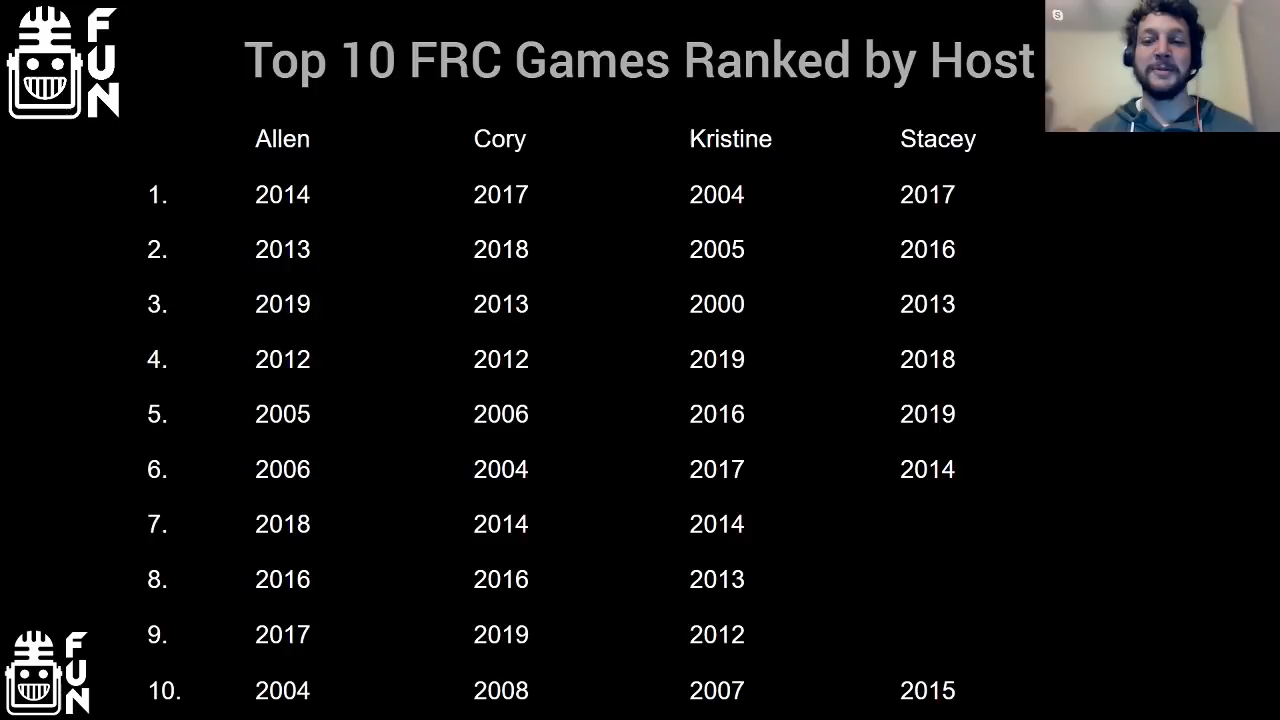 FUN
Top 10 FRC Games Ranked by Host
Allen Cory Kristine Stacey
1. 2014 2017 2004 2017
2. 2013 2018 2005 2016
3. 2019 2013 2000 2013
4. 2012 2012 2019 2018
5. 2005 2006 2016 2019
6. 2006 2004 2017 2014
7. 2018 2014 2014
8. 2016 2016 2013
9. 2017 2019 2012
10. 2004 2008 2007 2015
FUN